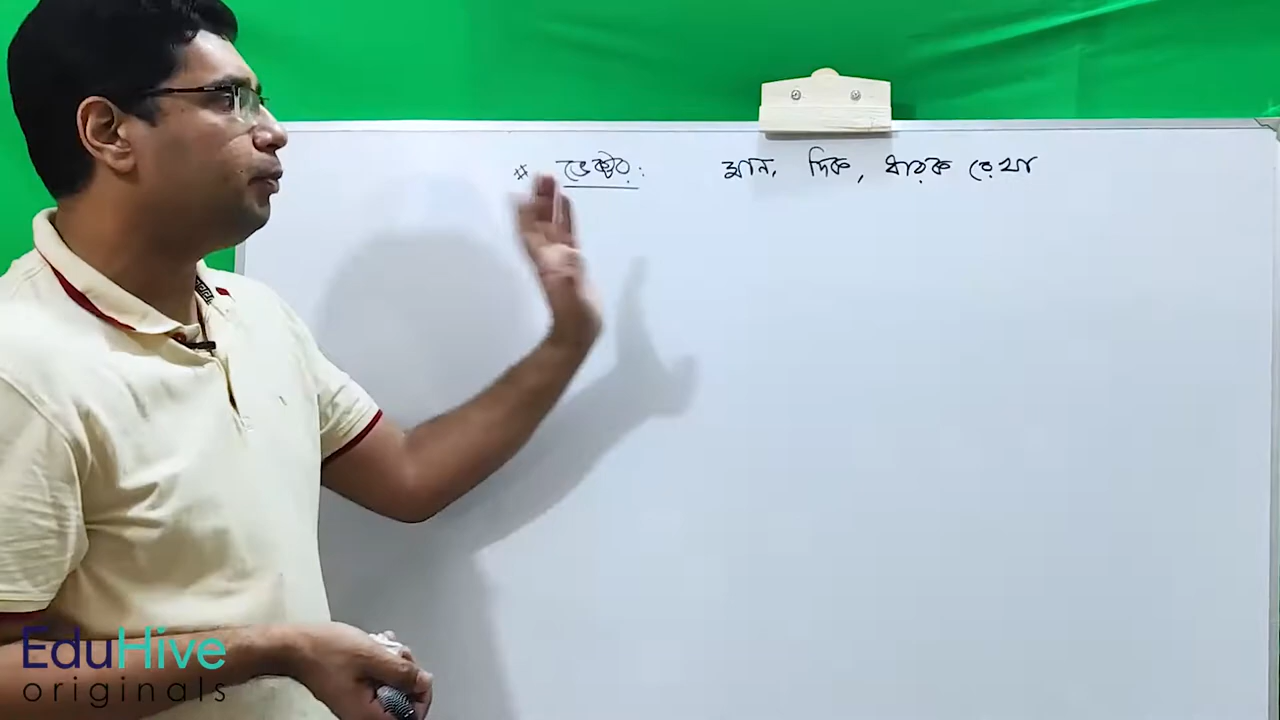 # ভেক্টর: মান, দিক, ধারক রেখা
EduHive
originals